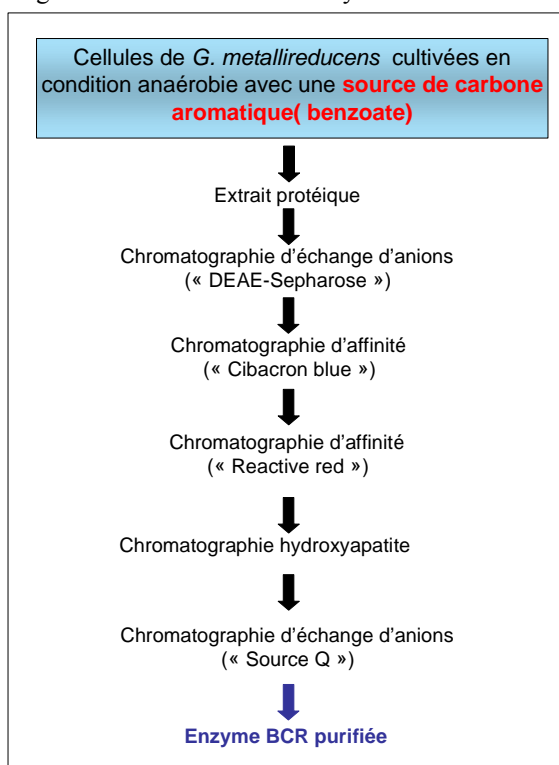 Cellules de G. metallireducens cultivées en
condition anaérobie avec une source de carbone
aromatique( benzoate)
Extrait protéique
Chromatographie d'échange d'anions
(« DEAE-Sepharose »)
Chromatographie d'affinité
(« Cibacron blue »)
Chromatographie d'affinité
(« Reactive red »)
Chromatographie hydroxyapatite
Chromatographie d'échange d'anions
(« Source Q »)
Enzyme BCR purifiée